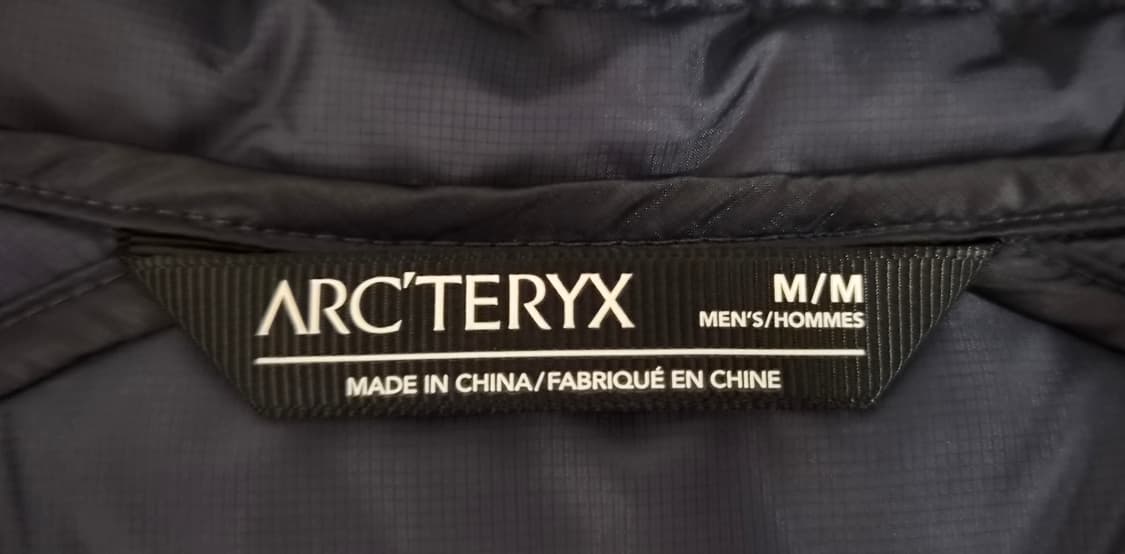 ARC'TERYX
M/M
MEN'S/HOMMES
MADE IN CHINA/FABRIQUÉ EN CHINE